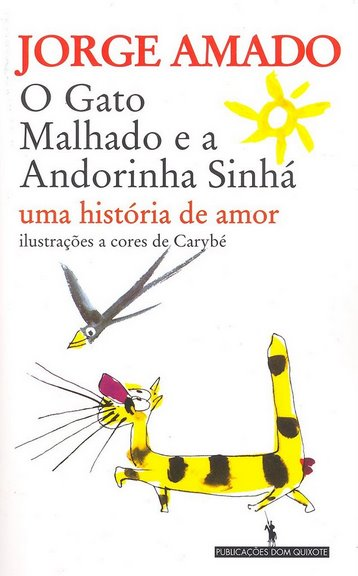 JORGE AMADO
O Gato
Malhado e a
Andorinha Sinhá
uma história de amor
ilustrações a cores de Carybé
PUBLICAÇÕES DOM QUIXOTE